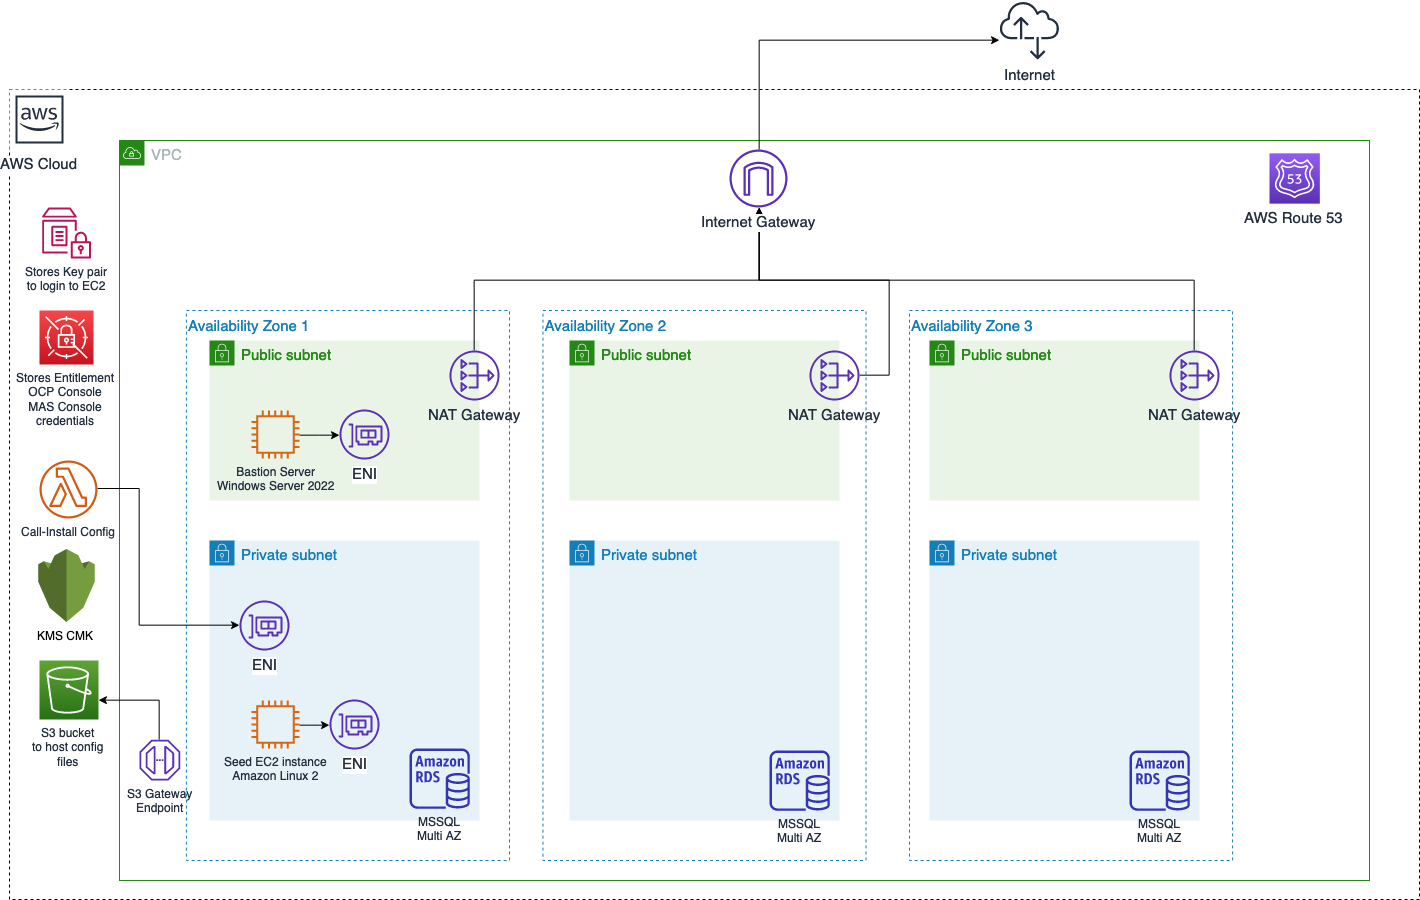 Internet
aws
AWS Cloud
VPC
53
Internet Gateway
AWS Route 53
Stores Key pair
to login to EC2
Stores Entitlement
OCP Console
MAS Console
credentials
Call-Install Config
KMS CMK
S3 bucket
to host config
files
S3 Gateway
Endpoint
Availability Zone 1
Public subnet
NAT Gateway
Bastion Server
Windows Server 2022
ENI
Private subnet
ENI
Seed EC2 instance
Amazon Linux 2
ENI
Amazon
RDS
MSSQL
Multi AZ
Availability Zone 2
Public subnet
NAT Gateway
Private subnet
Amazon
RDS
MSSQL
Multi AZ
Availability Zone 3
Public subnet
NAT Gateway
Private subnet
Amazon
RDS
MSSQL
Multi AZ